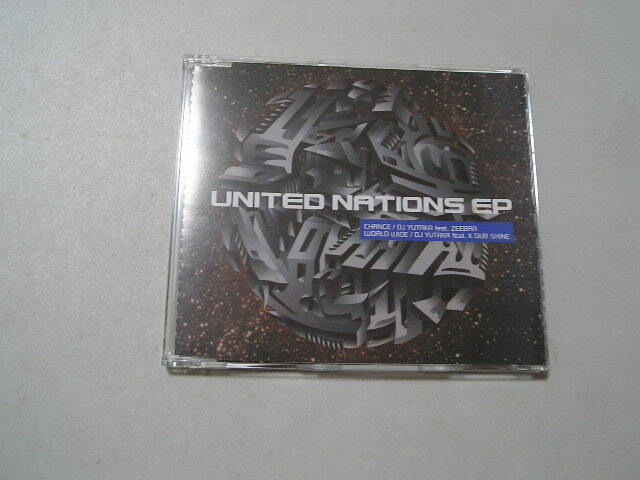 UNITED NATIONS EP
CHANCE / DJ YUTAKA feat. ZEEBRA
WORLD WIDE / DJ YUTAKA feat. K DUB SHINE